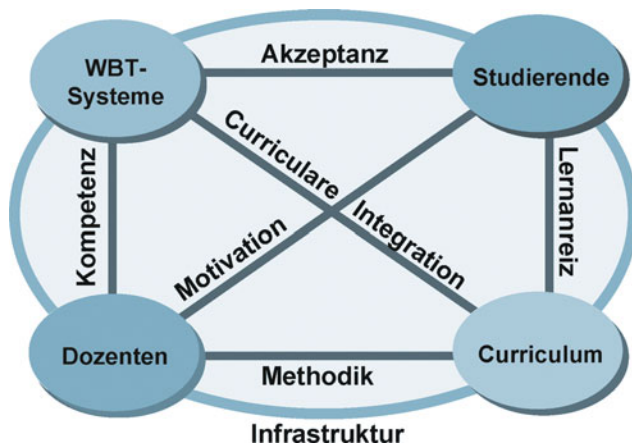 Akzeptanz
WBT-
Systeme
Studierende
Curriculare
Integration
Kompetenz
Motivation
Lernanreiz
Dozenten
Curriculum
Methodik
Infrastruktur